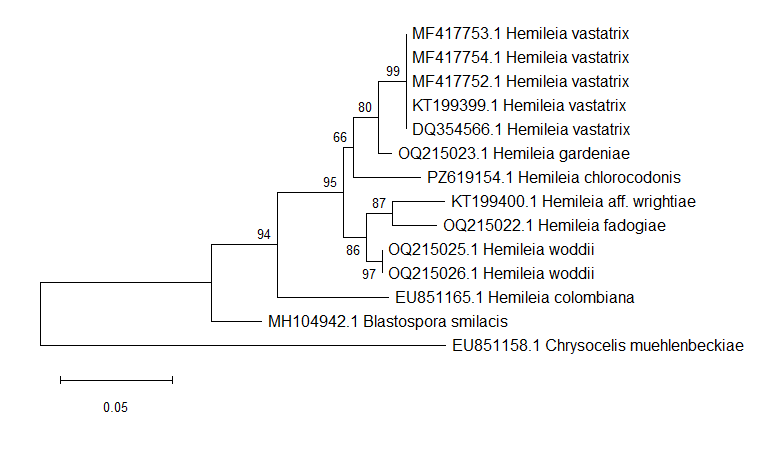 MF417753.1 Hemileia vastatrix
MF417754.1 Hemileia vastatrix
99
MF417752.1 Hemileia vastatrix
80
KT199399.1 Hemileia vastatrix
DQ354566.1 Hemileia vastatrix
66
OQ215023.1 Hemileia gardeniae
PZ619154.1 Hemileia chlorocodonis
95
87
KT199400.1 Hemileia aff. wrightiae
OQ215022.1 Hemileia fadogiae
94
86
OQ215025.1 Hemileia woddii
97
OQ215026.1 Hemileia woddii
EU851165.1 Hemileia colombiana
MH104942.1 Blastospora smilacis
EU851158.1 Chrysocelis muehlenbeckiae
0.05